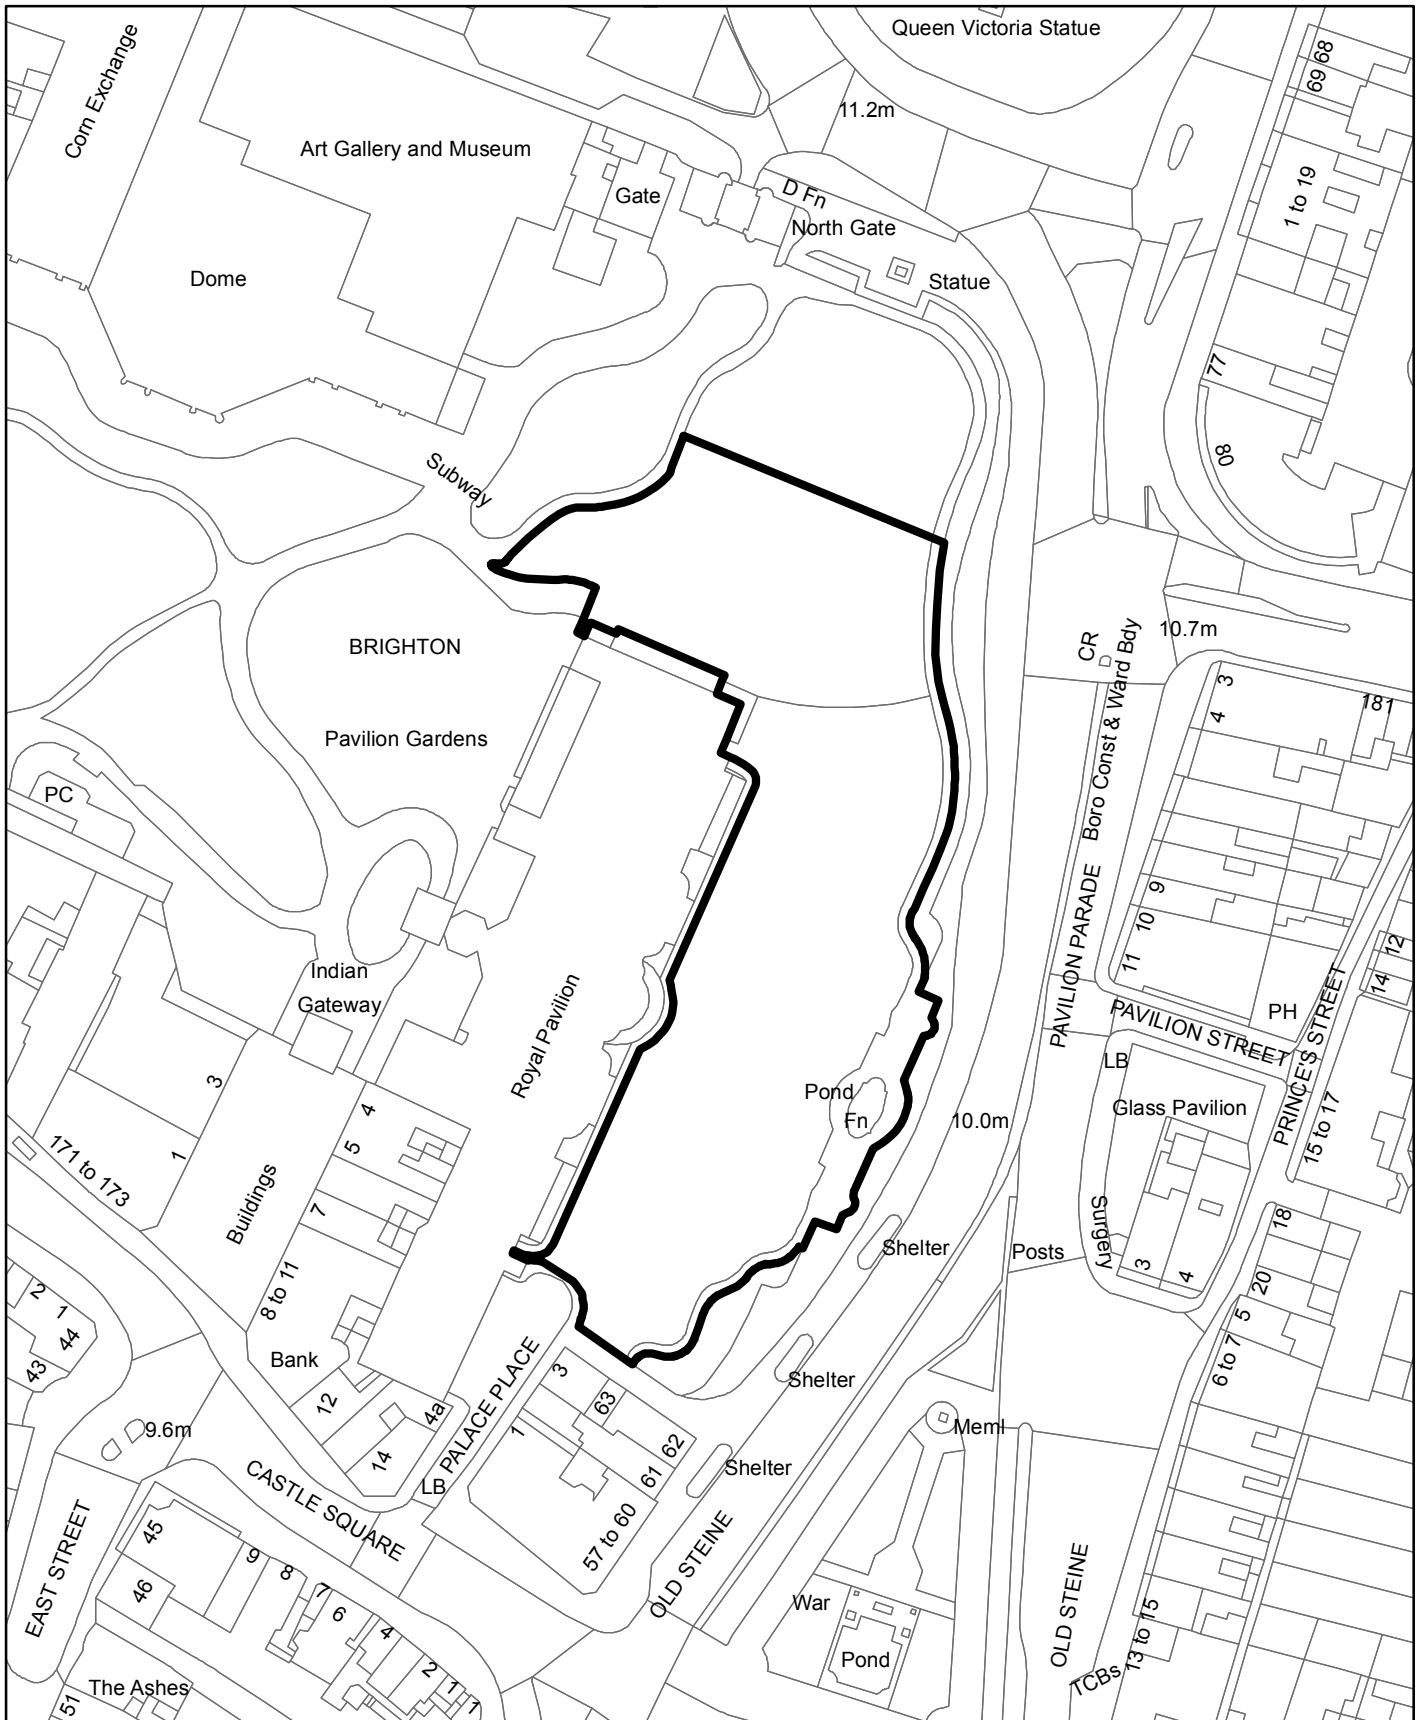 Queen Victoria Statue
Corn Exchange
68
69
11.2m
Art Gallery and Museum
Gate
D Fn
1 to 19
North Gate
Dome
Statue
77
80
Subway
BRIGHTON
CR
10.7m
Boro Const & Ward Bdy
3
4
181
Pavilion Gardens
PC
PAVILION PARADE
9
10
11
12
14
Indian
Gateway
Royal Pavilion
PH
PAVILION STREET
PRINCE'S STREET
LB
Pond
Fn
10.0m
Glass Pavilion
15 to 17
3
1
4
5
7
171 to 173
Buildings
8 to 11
Surgery
3
4
18
20
5
6 to 7
Shelter
Posts
2
1
44
43
Bank
12
14
4a
PALACE PLACE
LB
3
63
1
62
61
57 to 60
Shelter
Shelter
Meml
9.6m
CASTLE SQUARE
EAST STREET
45
46
9
8
7
6
4
2
1
1
OLD STEINE
OLD STEINE
War
Pond
13 to 15
TCBs
The Ashes
51